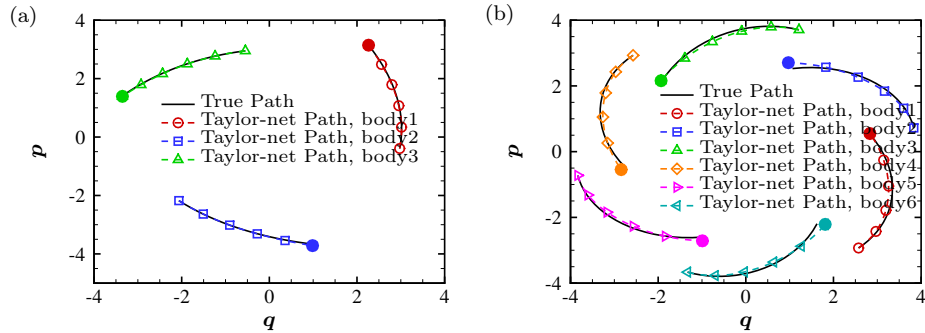 (a)
4
2
0
-2
-4
p
True Path
Taylor-net Path, body1
Taylor-net Path, body2
Taylor-net Path, body3
-4
-2
0
2
4
q
(b)
4
2
0
-2
-4
p
True Path
Taylor-net Path, body1
Taylor-net Path, body2
Taylor-net Path, body3
Taylor-net Path, body4
Taylor-net Path, body5
Taylor-net Path, body6
-4
-2
0
2
4
q